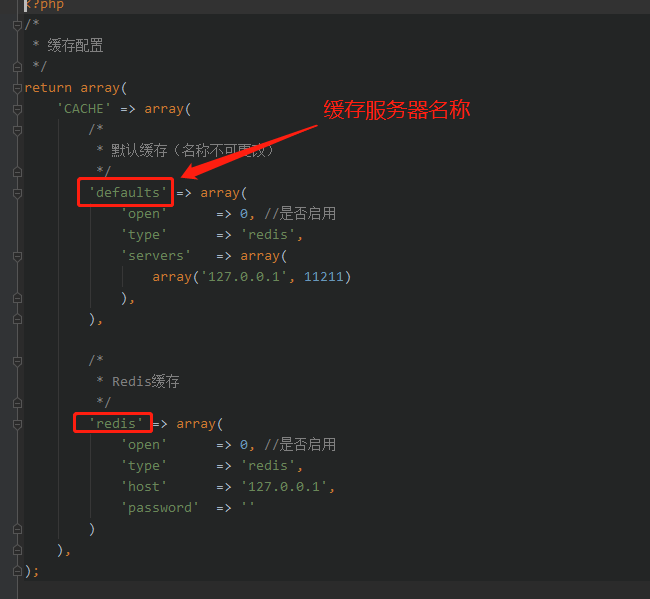 <?php
/*
 * 缓存配置
 */
return array(
    'CACHE' => array(
缓存服务器名称
        /*
         * 默认缓存（名称不可更改）
         */
        'defaults' => array(
            'open'      => 0, //是否启用
            'type'      => 'redis',
            'servers'   => array(
                array('127.0.0.1', 11211)
            ),
        ),
        /*
         * Redis缓存
         */
        'redis' => array(
            'open'      => 0, //是否启用
            'type'      => 'redis',
            'host'      => '127.0.0.1',
            'password'  => ''
        )
    ),
);